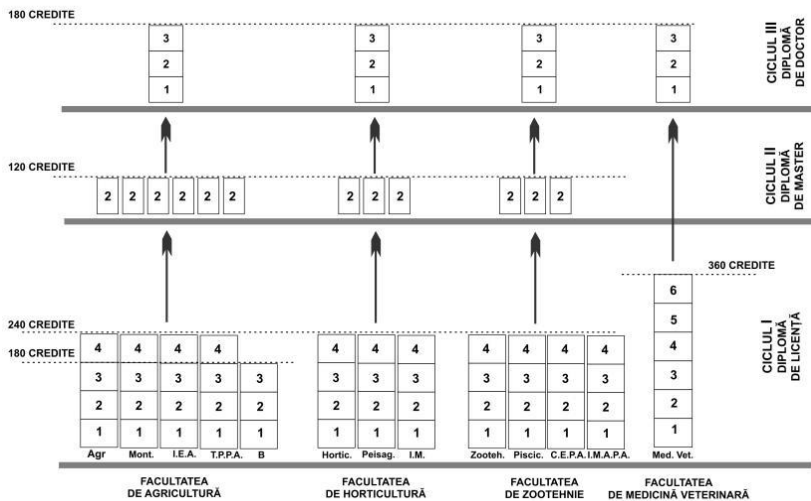 180 CREDITE
3 3 3 3
2 2 2 2
1 1 1 1
CICLUL III
DIPLOMĂ
DE DOCTOR
120 CREDITE
2 2 2 2 2 2 2 2 2 2 2 2
CICLUL II
DIPLOMĂ
DE MASTER
360 CREDITE
6
5
240 CREDITE
4 4 4 4 4 4 4 4 4 4 4 4
180 CREDITE
3 3 3 3 3 3 3 3 3 3 3 3 3
2 2 2 2 2 2 2 2 2 2 2 2 2
1 1 1 1 1 1 1 1 1 1 1 1 1
CICLUL I
DIPLOMĂ
DE LICENTĂ
Agr Mont. I.E.A. T.P.P.A. B Hortic. Peisag. I.M. Zooteh. Piscic. C.E.P.A. I.M.A.P.A. Med. Vet.
FACULTATEA
DE AGRICULTURĂ
FACULTATEA
DE HORTICULTURĂ
FACULTATEA
DE ZOOTEHNIE
FACULTATEA
DE MEDICINĂ VETERINARĂ